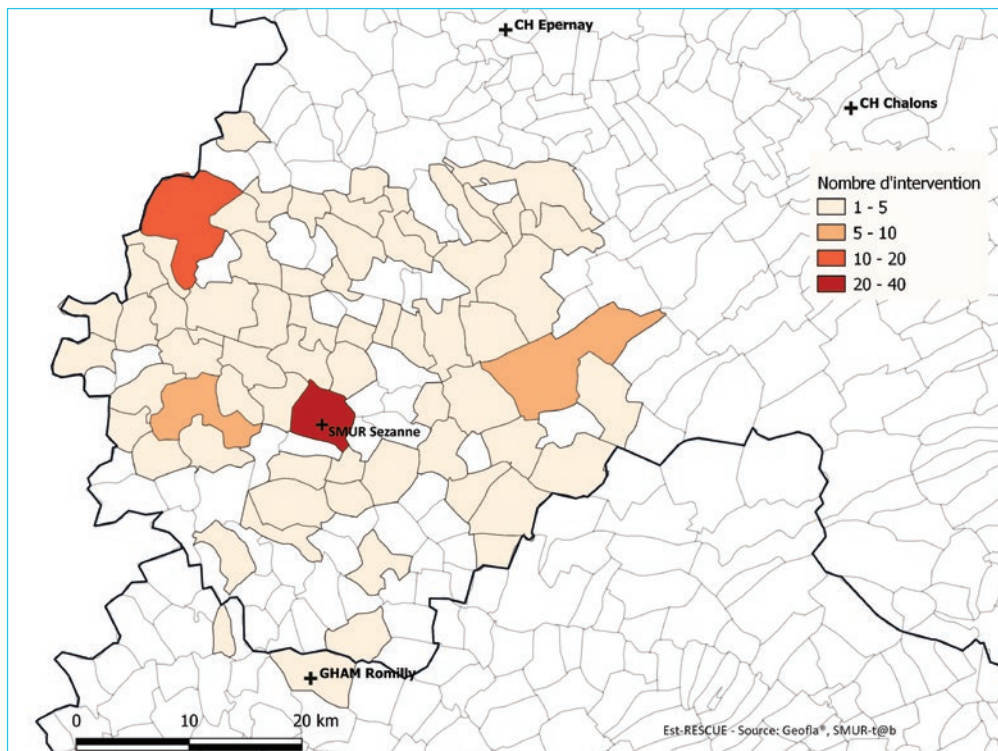 CH Epernay
CH Chalons
Nombre d'intervention
1 - 5
5 - 10
10 - 20
20 - 40
SMUR Sezanne
GHAM Romilly
0 10 20 km
Est-RESCUE - Source: Geofla®, SMUR-t@b